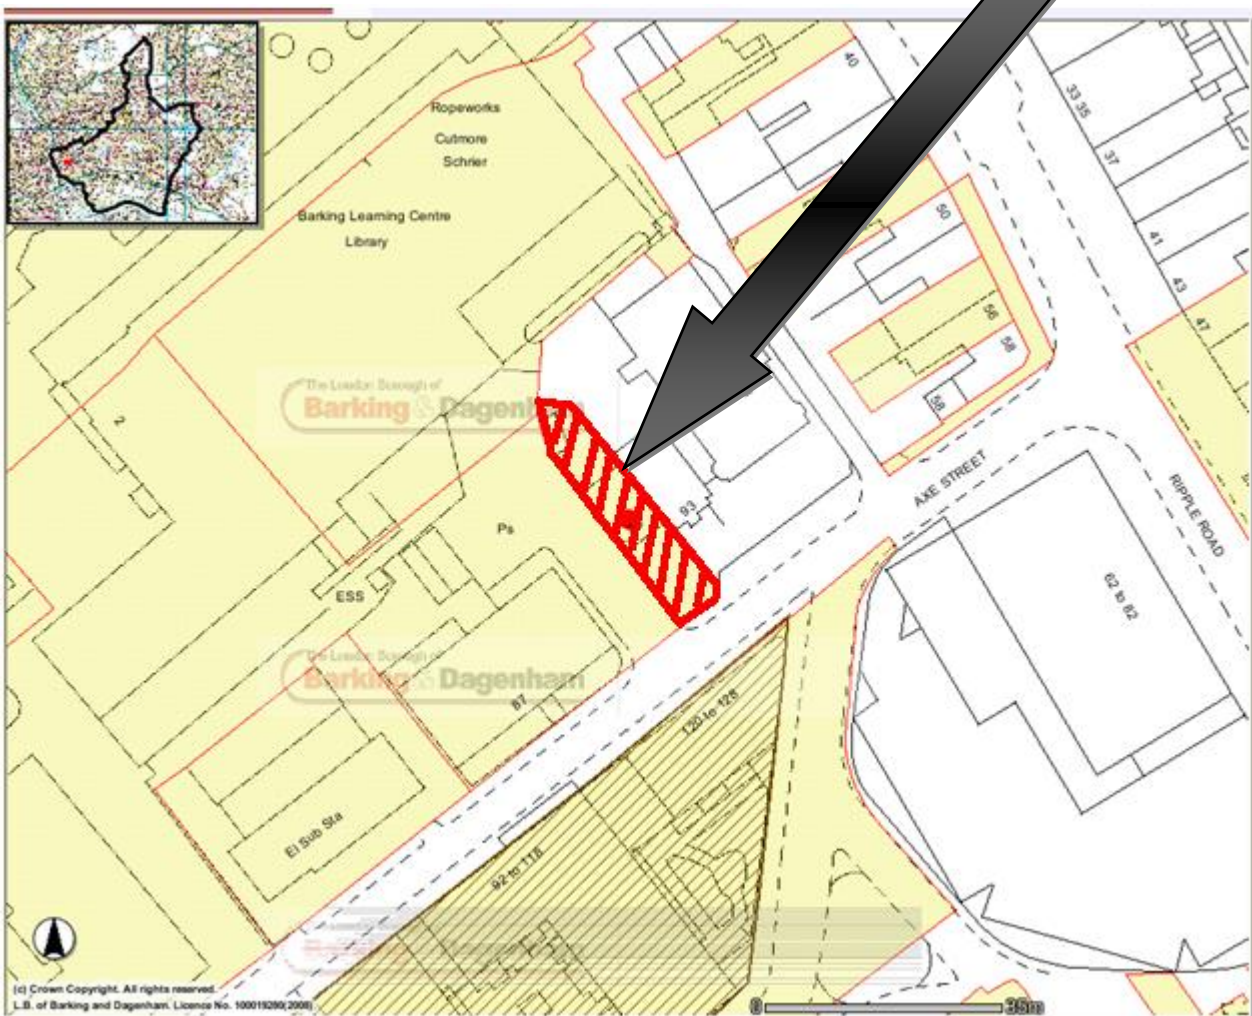 Ropeworks
Cutmore
Schrier
40
33 35
37
Barking Learning Centre
Library
50
41
43
47
56
58
58
The London Borough of
Barking & Dagenham
2
93
AXE STREET
RIPPLE ROAD
Ps
ESS
62 to 82
The London Borough of
Barking & Dagenham
87
120 to 128
El Sub Sta
92 to 118
(c) Crown Copyright. All rights reserved.
L.B. of Barking and Dagenham. Licence No. 100019280(2008)
0
35m